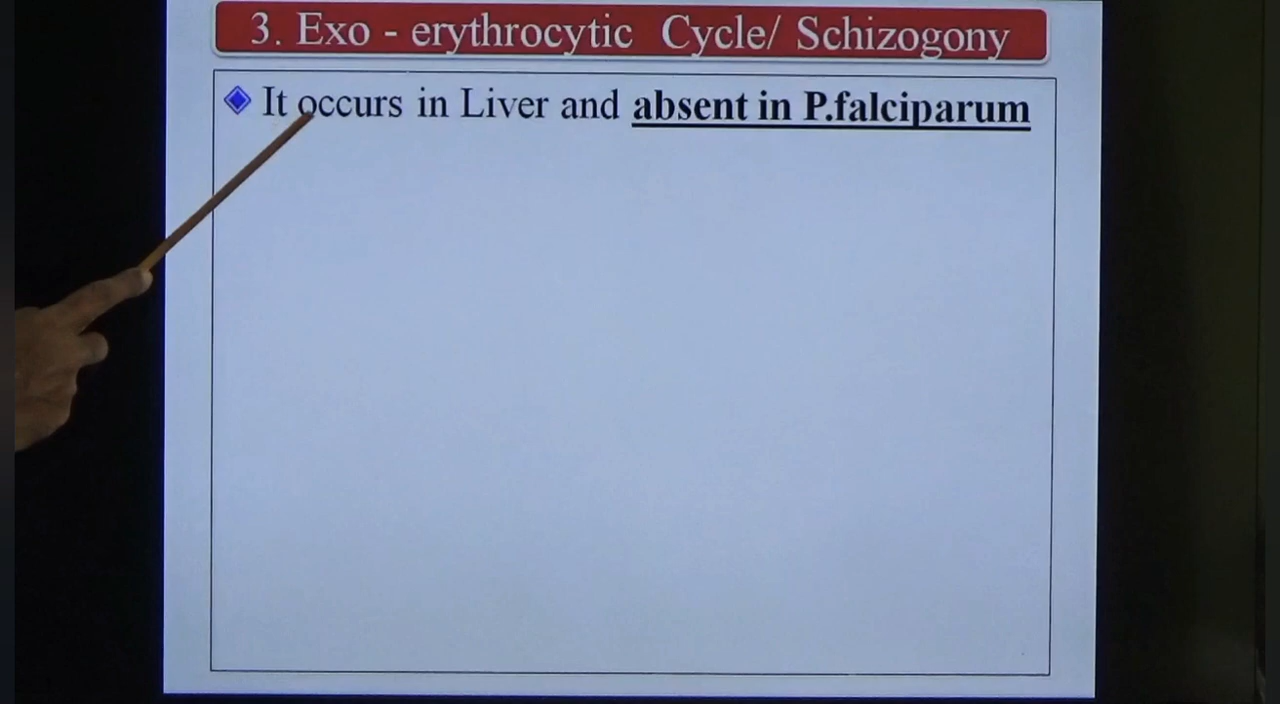 3. Exo - erythrocytic Cycle/ Schizogony
It occurs in Liver and absent in P.falciparum